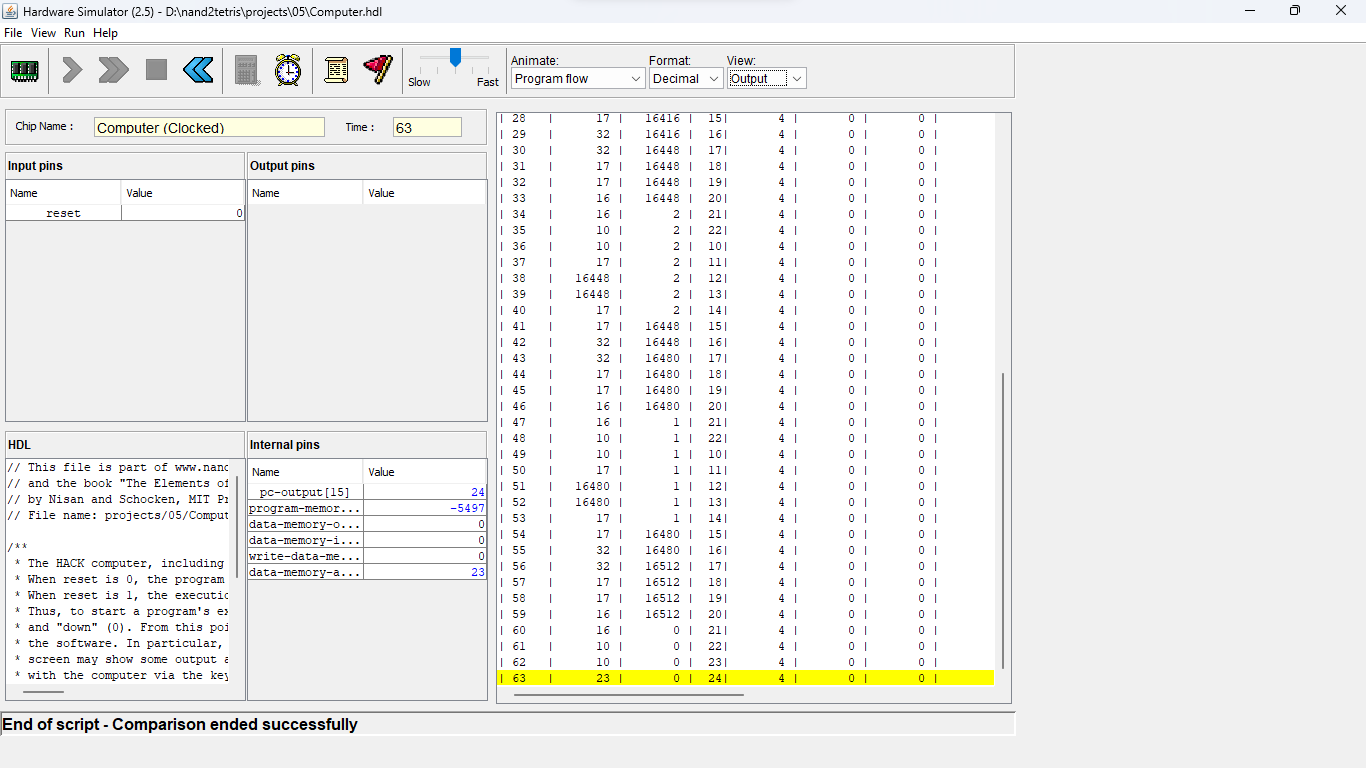 Hardware Simulator (2.5) - D:\nand2tetris\projects\05\Computer.hdl
File View Run Help
Slow Fast
Animate: Format: View:
Program flow Decimal Output
Chip Name : Computer (Clocked) Time : 63
Input pins
Name Value
reset 0
Output pins
Name Value
HDL
// This file is part of www.nand
// and the book "The Elements of
// by Nisan and Schocken, MIT Pr
// File name: projects/05/Comput
/**
* The HACK computer, including
* When reset is 0, the program
* When reset is 1, the executio
* Thus, to start a program's ex
* and "down" (0). From this poi
* the software. In particular,
* screen may show some output a
* with the computer via the key
Internal pins
Name Value
pc-output[15] 24
program-memor... -5497
data-memory-o... 0
data-memory-i... 0
write-data-me... 0
data-memory-a... 23
| 28 | 17 | 16416 | 15| 4 | 0 | 0 |
| 29 | 32 | 16416 | 16| 4 | 0 | 0 |
| 30 | 32 | 16448 | 17| 4 | 0 | 0 |
| 31 | 17 | 16448 | 18| 4 | 0 | 0 |
| 32 | 17 | 16448 | 19| 4 | 0 | 0 |
| 33 | 16 | 16448 | 20| 4 | 0 | 0 |
| 34 | 16 | 2 | 21| 4 | 0 | 0 |
| 35 | 10 | 2 | 22| 4 | 0 | 0 |
| 36 | 10 | 2 | 10| 4 | 0 | 0 |
| 37 | 17 | 2 | 11| 4 | 0 | 0 |
| 38 | 16448 | 2 | 12| 4 | 0 | 0 |
| 39 | 16448 | 2 | 13| 4 | 0 | 0 |
| 40 | 17 | 2 | 14| 4 | 0 | 0 |
| 41 | 17 | 16448 | 15| 4 | 0 | 0 |
| 42 | 32 | 16448 | 16| 4 | 0 | 0 |
| 43 | 32 | 16480 | 17| 4 | 0 | 0 |
| 44 | 17 | 16480 | 18| 4 | 0 | 0 |
| 45 | 17 | 16480 | 19| 4 | 0 | 0 |
| 46 | 16 | 16480 | 20| 4 | 0 | 0 |
| 47 | 16 | 1 | 21| 4 | 0 | 0 |
| 48 | 10 | 1 | 22| 4 | 0 | 0 |
| 49 | 10 | 1 | 10| 4 | 0 | 0 |
| 50 | 17 | 1 | 11| 4 | 0 | 0 |
| 51 | 16480 | 1 | 12| 4 | 0 | 0 |
| 52 | 16480 | 1 | 13| 4 | 0 | 0 |
| 53 | 17 | 1 | 14| 4 | 0 | 0 |
| 54 | 17 | 16480 | 15| 4 | 0 | 0 |
| 55 | 32 | 16480 | 16| 4 | 0 | 0 |
| 56 | 32 | 16512 | 17| 4 | 0 | 0 |
| 57 | 17 | 16512 | 18| 4 | 0 | 0 |
| 58 | 17 | 16512 | 19| 4 | 0 | 0 |
| 59 | 16 | 16512 | 20| 4 | 0 | 0 |
| 60 | 16 | 0 | 21| 4 | 0 | 0 |
| 61 | 10 | 0 | 22| 4 | 0 | 0 |
| 62 | 10 | 0 | 23| 4 | 0 | 0 |
| 63 | 23 | 0 | 24| 4 | 0 | 0 |
End of script - Comparison ended successfully